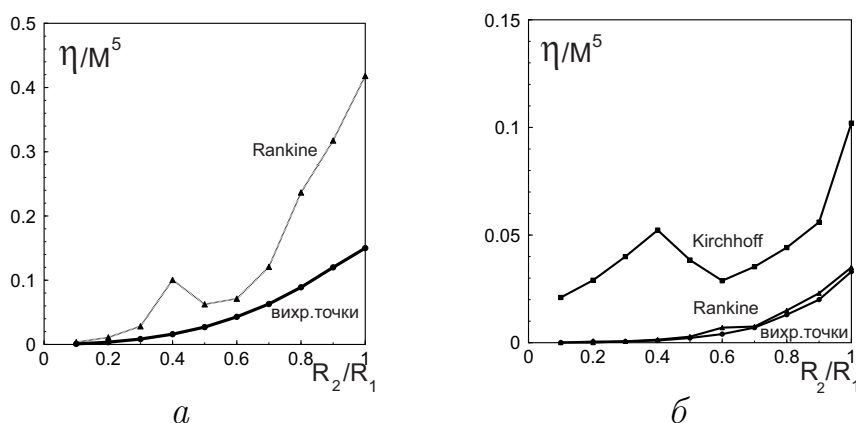 0.5
η/M⁵
0.4
Rankine
0.3
0.2
0.1
вихр.точки
0
0 0.2 0.4 0.6 0.8 1
R₂/R₁
а
0.15
η/M⁵
0.1
Kirchhoff
0.05
Rankine
вихр.точки
0
0 0.2 0.4 0.6 0.8 1
R₂/R₁
б